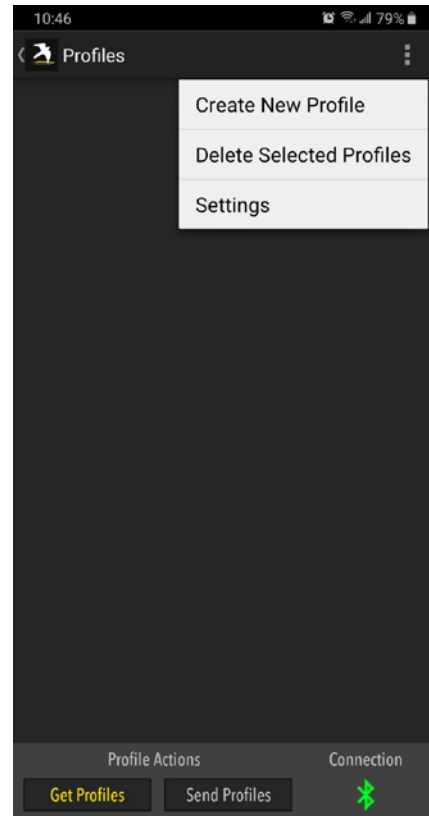 10:46 79%
Profiles
Create New Profile
Delete Selected Profiles
Settings
Profile Actions Connection
Get Profiles Send Profiles